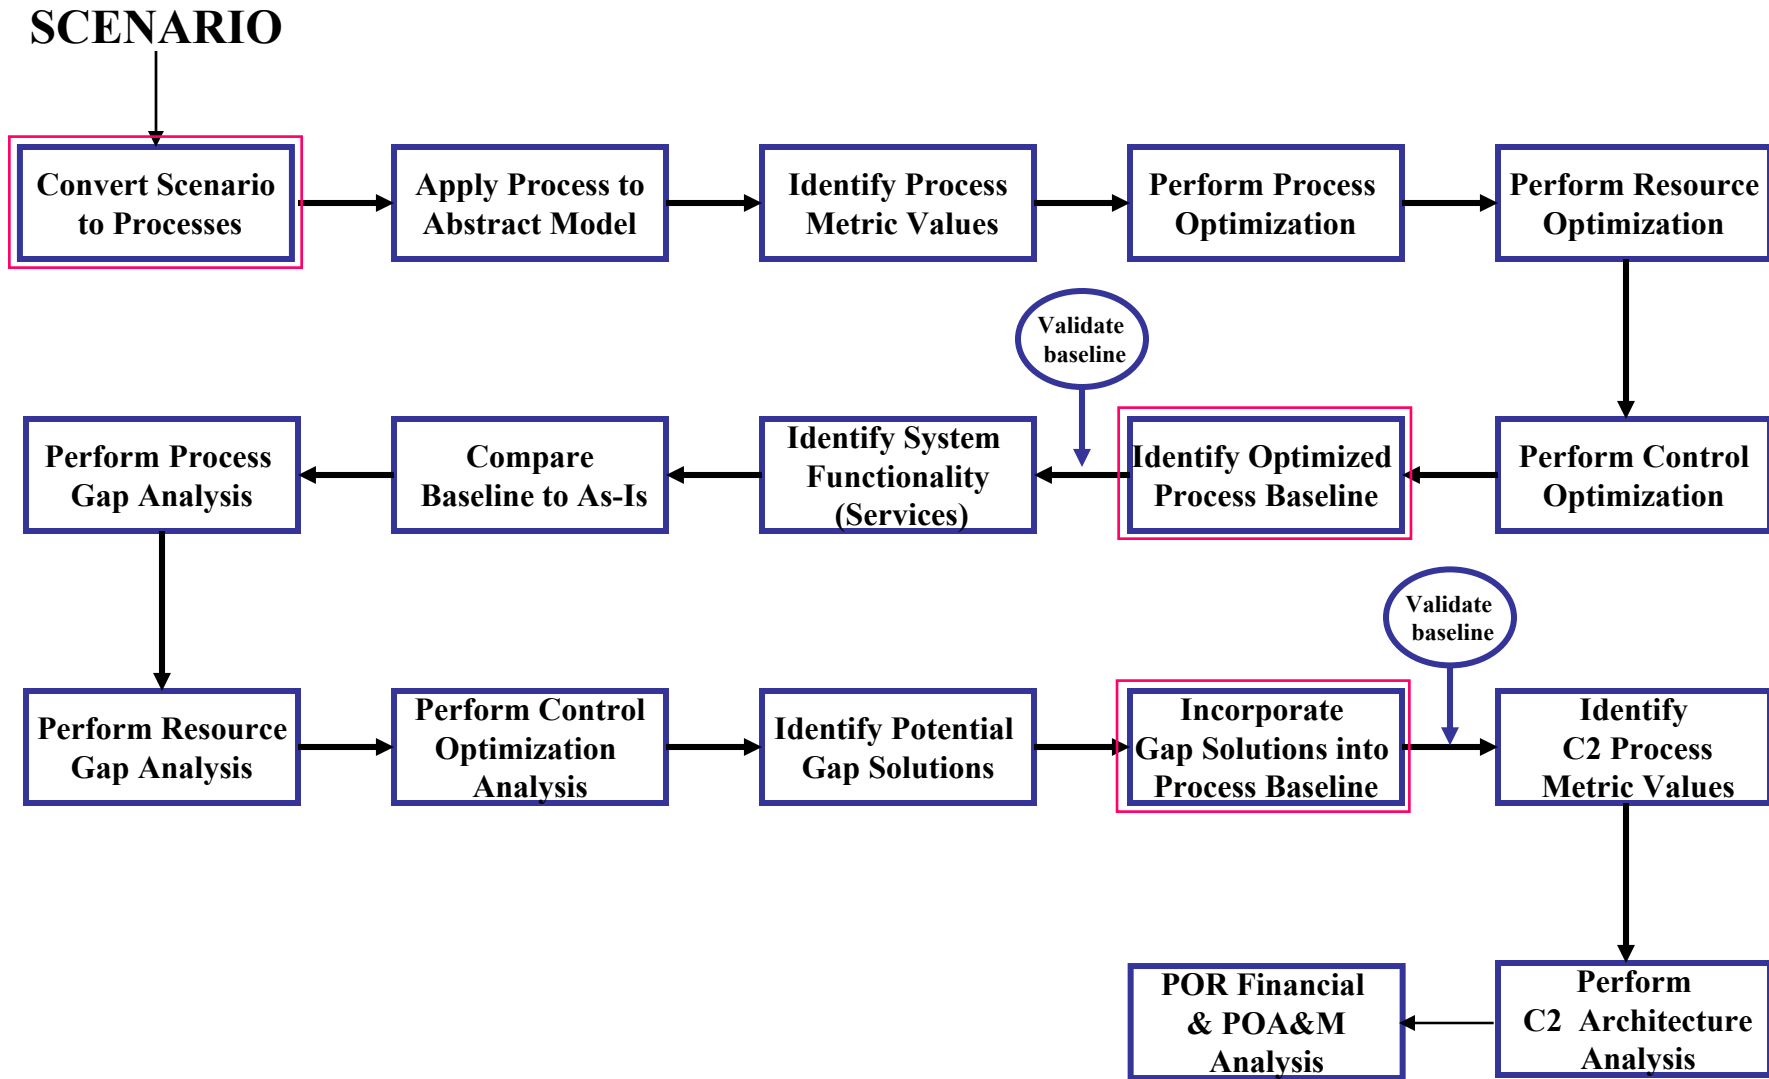 SCENARIO
Convert Scenario
to Processes
Apply Process to
Abstract Model
Identify Process
Metric Values
Perform Process
Optimization
Perform Resource
Optimization
Validate
baseline
Perform Process
Gap Analysis
Compare
Baseline to As-Is
Identify System
Functionality
(Services)
Identify Optimized
Process Baseline
Perform Control
Optimization
Validate
baseline
Perform Resource
Gap Analysis
Perform Control
Optimization
Analysis
Identify Potential
Gap Solutions
Incorporate
Gap Solutions into
Process Baseline
Identify
C2 Process
Metric Values
POR Financial
& POA&M
Analysis
Perform
C2 Architecture
Analysis